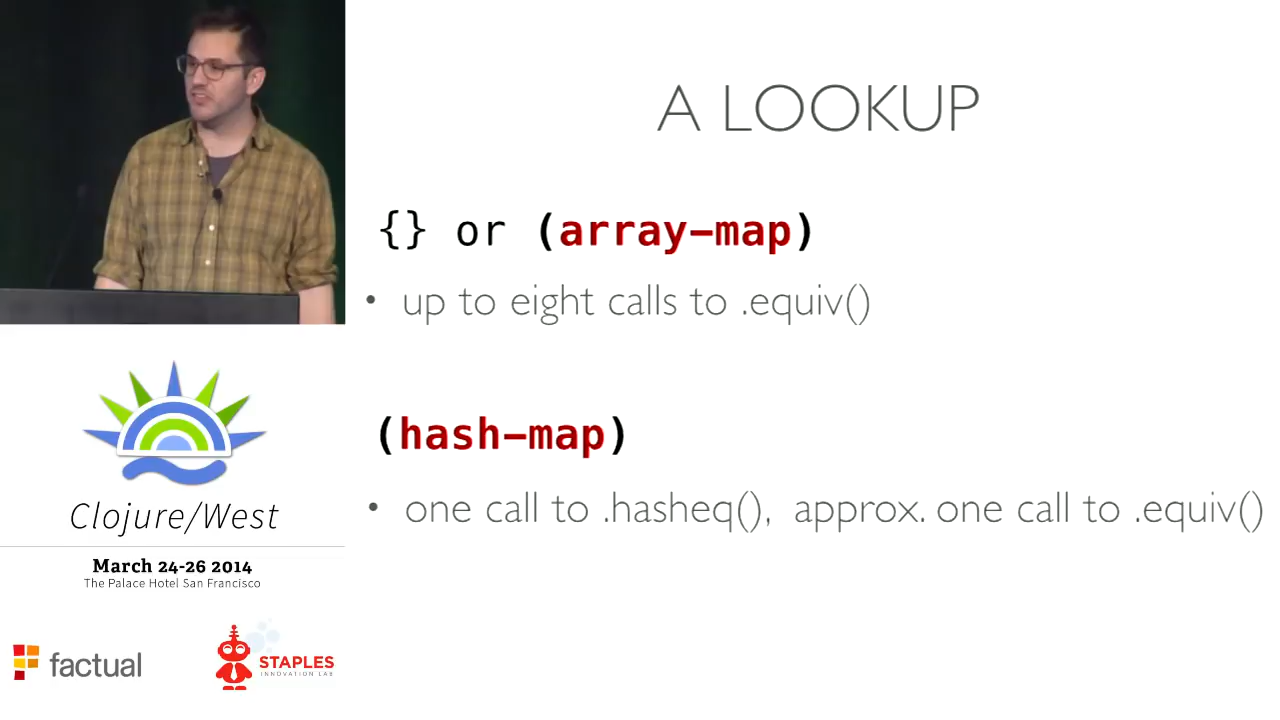 A LOOKUP
{} or (array-map)
• up to eight calls to .equiv()
(hash-map)
• one call to .hasheq(), approx. one call to .equiv()
Clojure/West
March 24-26 2014
The Palace Hotel San Francisco
factual
STAPLES
INNOVATION LAB